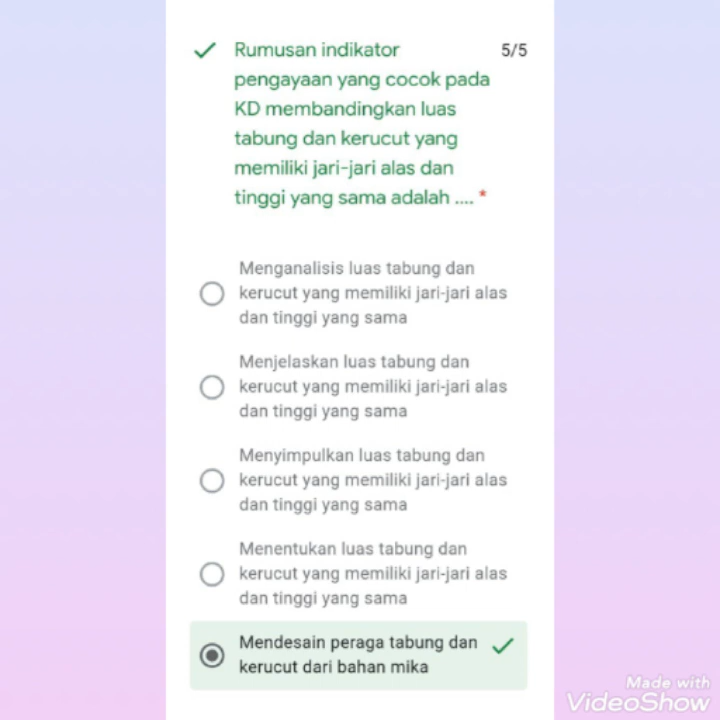 Rumusan indikator 5/5
pengayaan yang cocok pada
KD membandingkan luas
tabung dan kerucut yang
memiliki jari-jari alas dan
tinggi yang sama adalah .... *
Menganalisis luas tabung dan
kerucut yang memiliki jari-jari alas
dan tinggi yang sama
Menjelaskan luas tabung dan
kerucut yang memiliki jari-jari alas
dan tinggi yang sama
Menyimpulkan luas tabung dan
kerucut yang memiliki jari-jari alas
dan tinggi yang sama
Menentukan luas tabung dan
kerucut yang memiliki jari-jari alas
dan tinggi yang sama
Mendesain peraga tabung dan
kerucut dari bahan mika
Made with
VideoShow